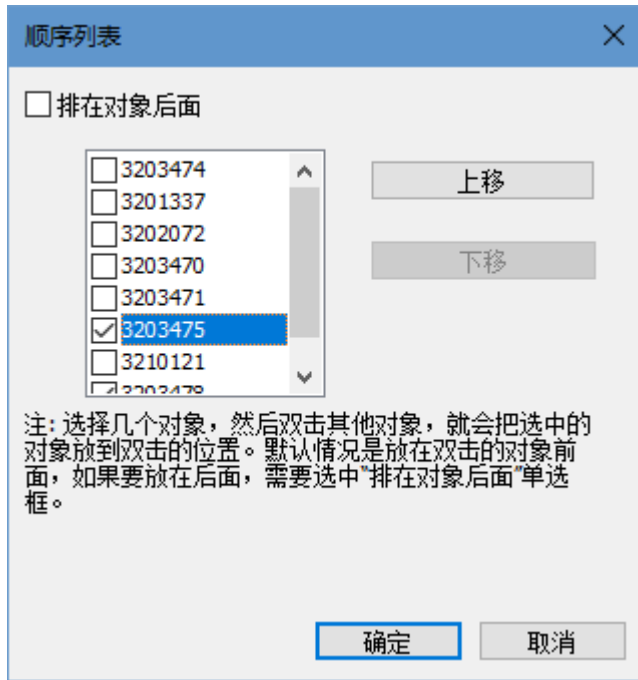 顺序列表
排在对象后面
3203474
上移
3201337
3202072
3203470
下移
3203471
3203475
3210121
3203478
注: 选择几个对象，然后双击其他对象，就会把选中的
对象放到双击的位置。默认情况是放在双击的对象前
面，如果要放在后面，需要选中"排在对象后面"单选
框。
确定
取消